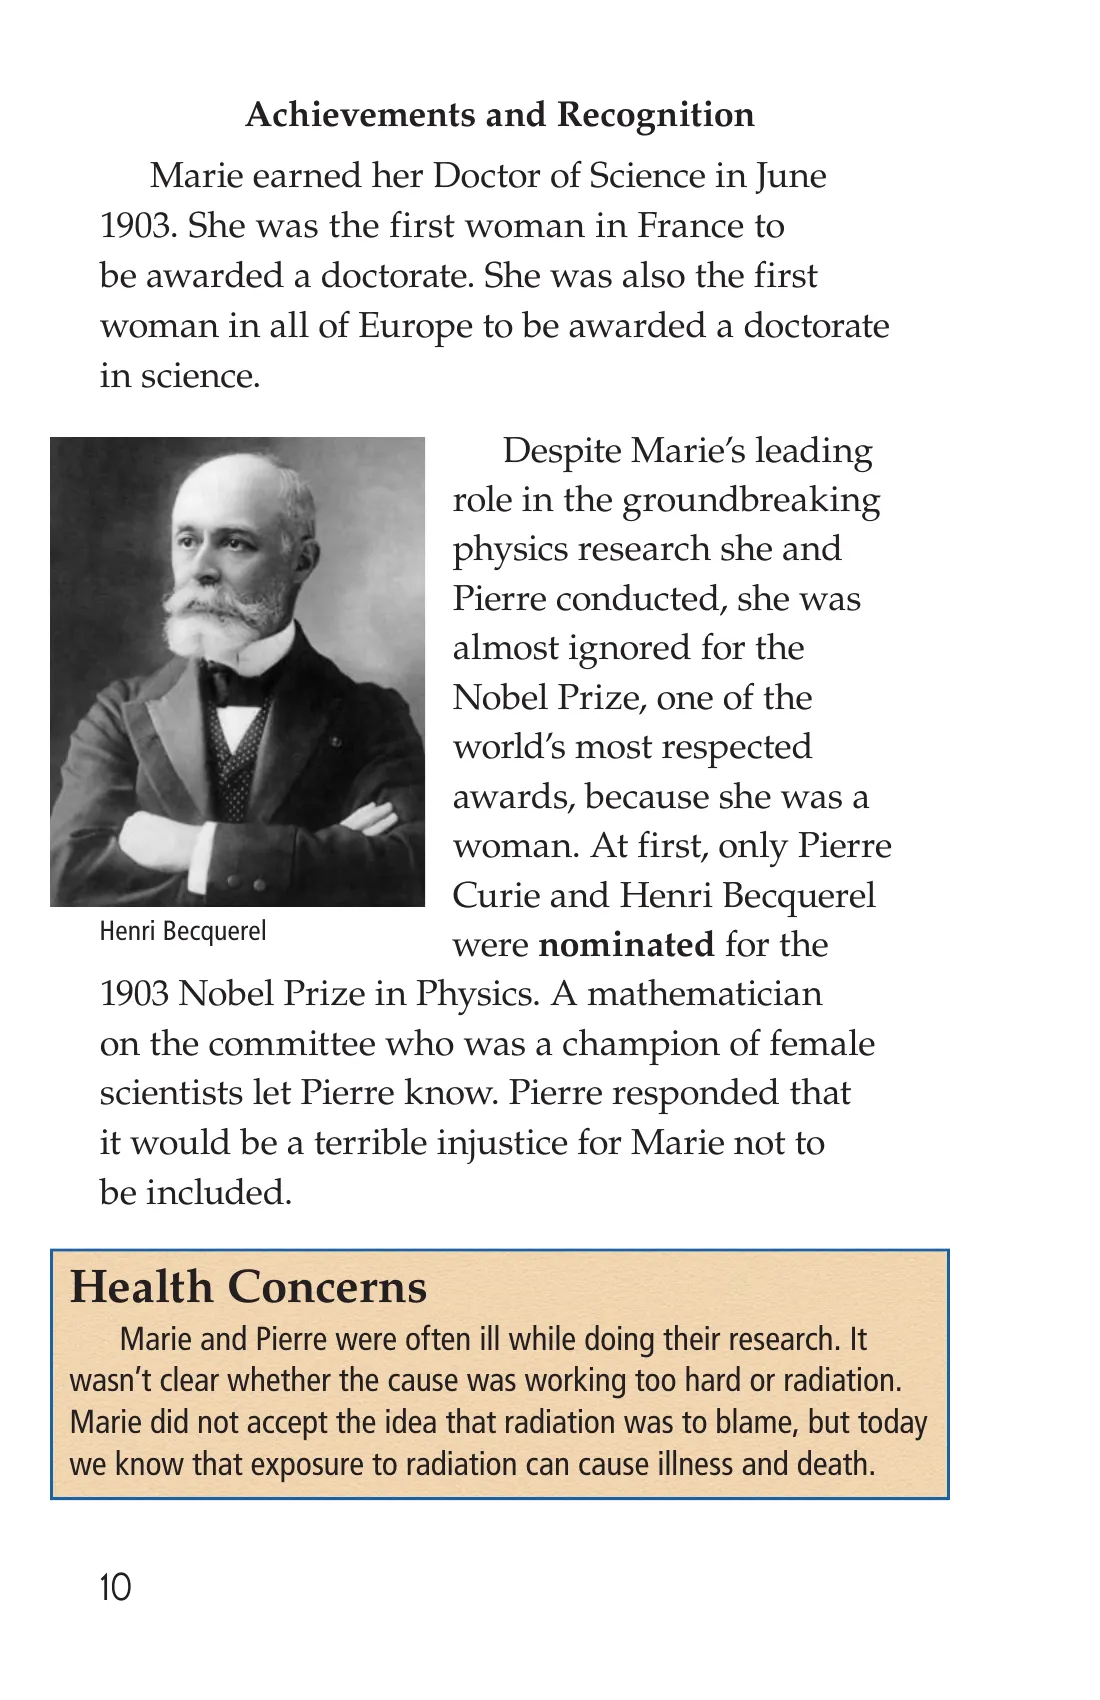 Achievements and Recognition
Marie earned her Doctor of Science in June
1903. She was the first woman in France to
be awarded a doctorate. She was also the first
woman in all of Europe to be awarded a doctorate
in science.
Despite Marie’s leading
role in the groundbreaking
physics research she and
Pierre conducted, she was
almost ignored for the
Nobel Prize, one of the
world’s most respected
awards, because she was a
woman. At first, only Pierre
Curie and Henri Becquerel
were nominated for the
1903 Nobel Prize in Physics. A mathematician
on the committee who was a champion of female
scientists let Pierre know. Pierre responded that
it would be a terrible injustice for Marie not to
be included.
Henri Becquerel
Health Concerns
Marie and Pierre were often ill while doing their research. It
wasn’t clear whether the cause was working too hard or radiation.
Marie did not accept the idea that radiation was to blame, but today
we know that exposure to radiation can cause illness and death.
10